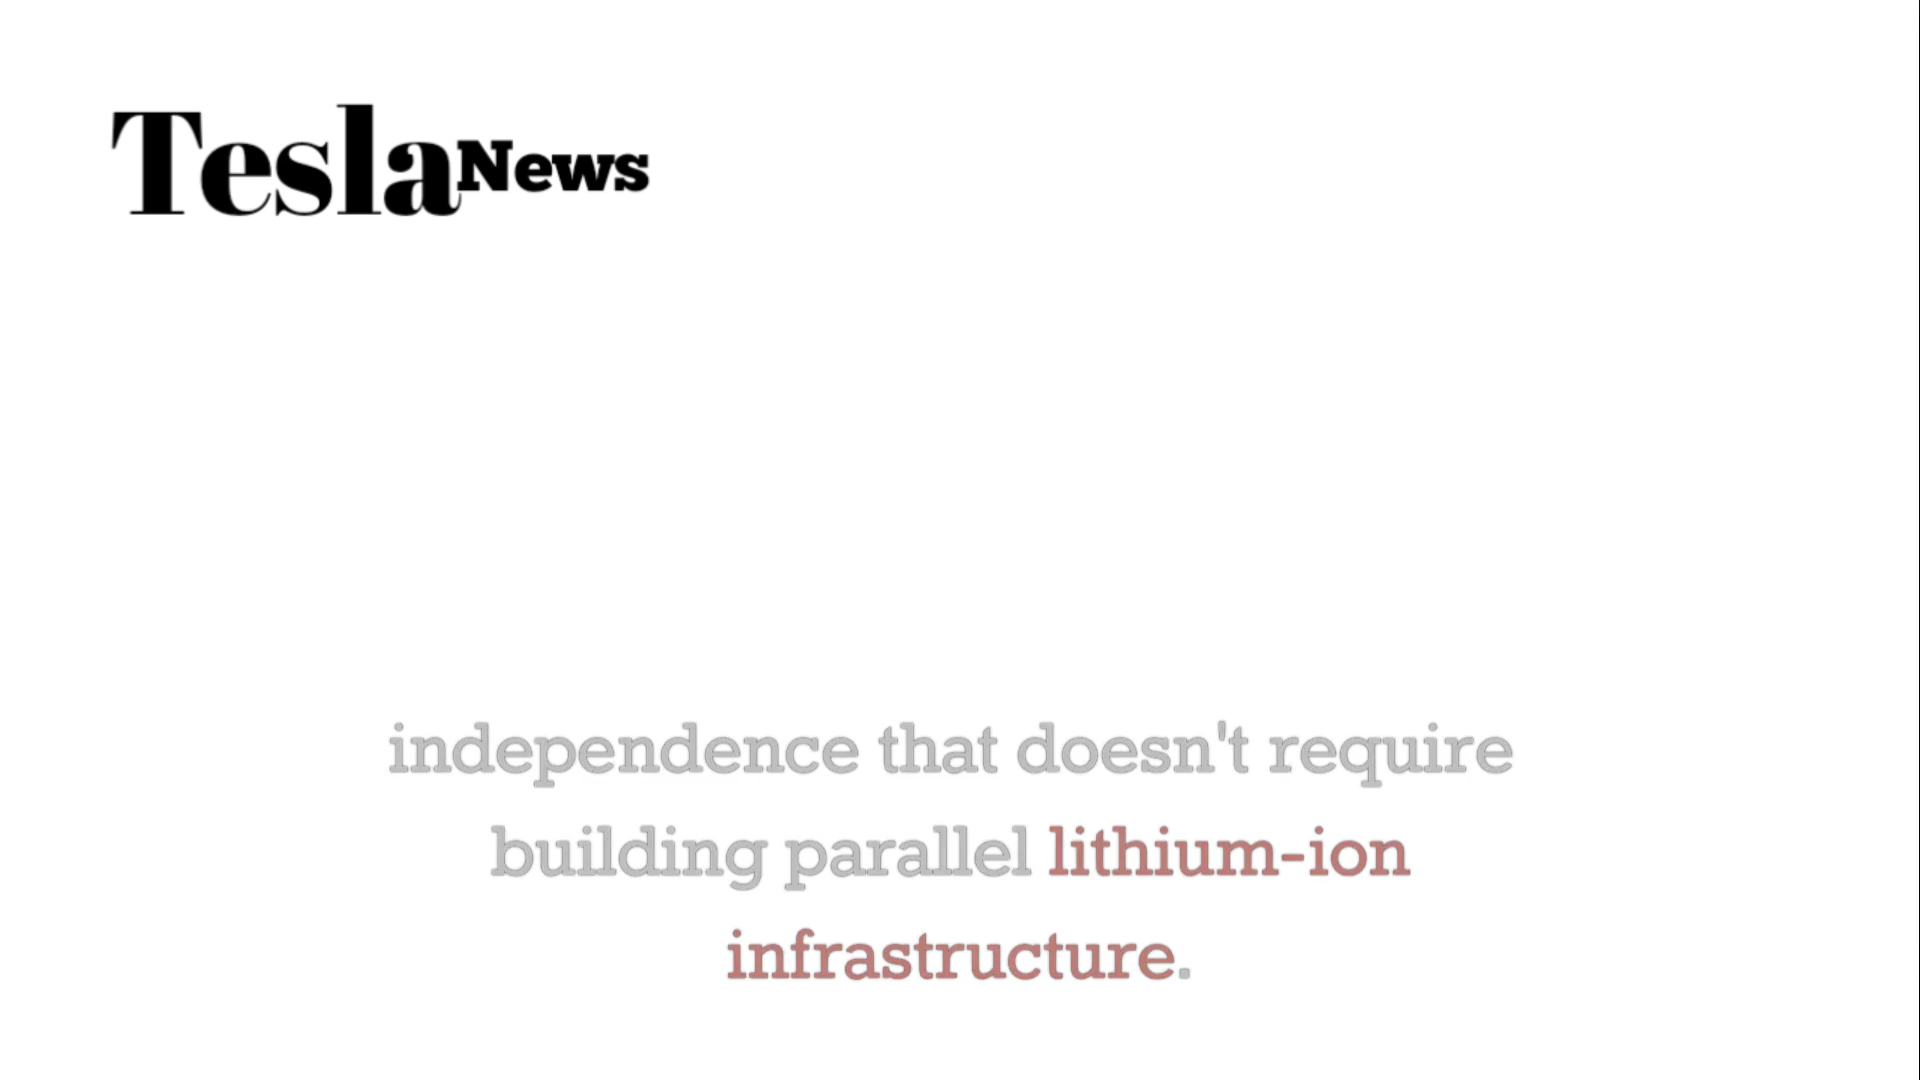 TeslaNews
independence that doesn't require
building parallel lithium-ion
infrastructure.